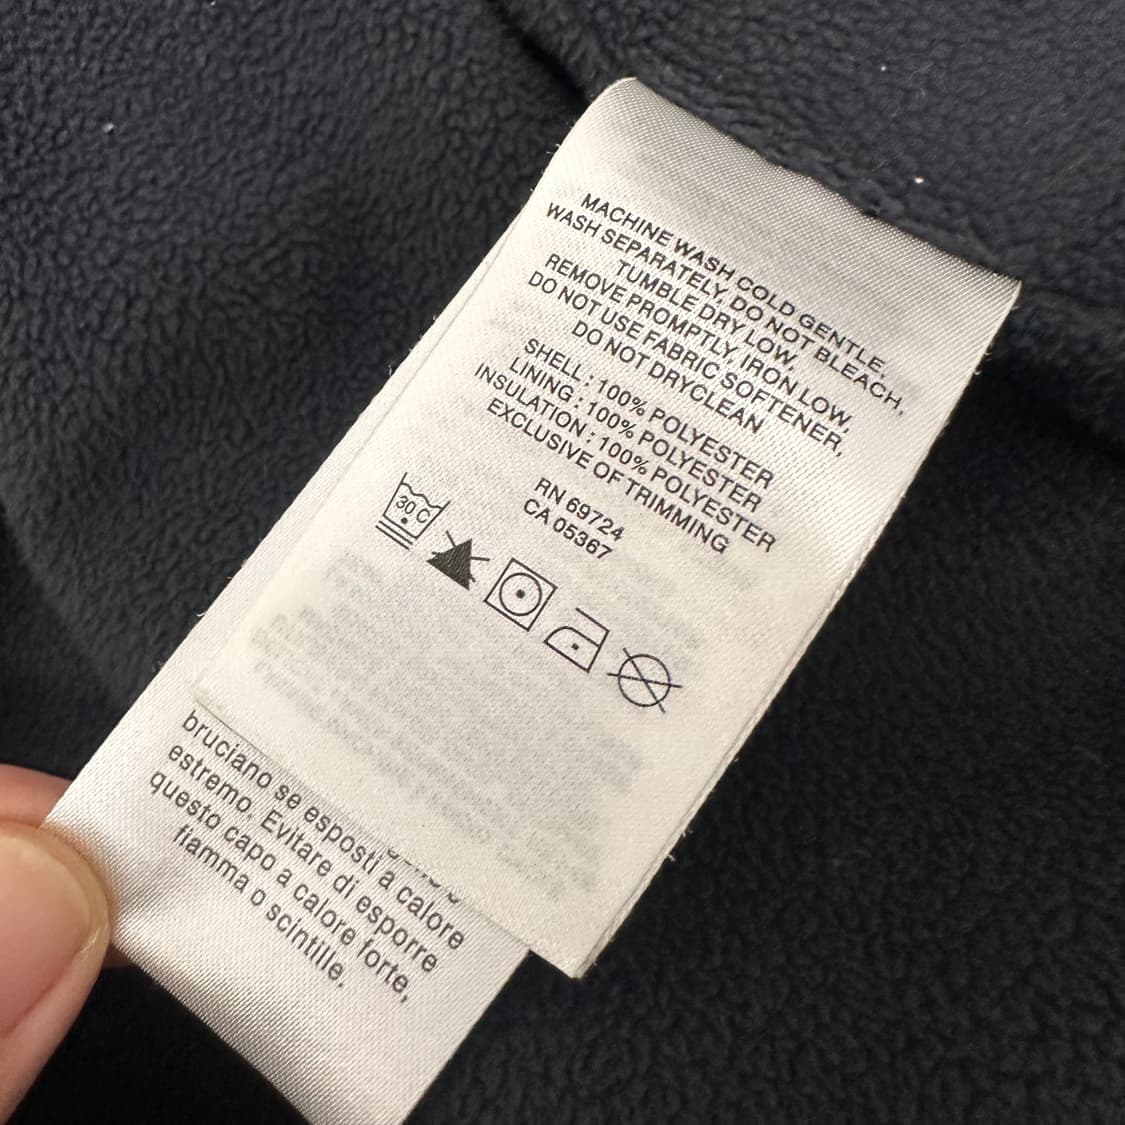 MACHINE WASH COLD GENTLE,
WASH SEPARATELY, DO NOT BLEACH,
TUMBLE DRY LOW,
REMOVE PROMPTLY, IRON LOW,
DO NOT USE FABRIC SOFTENER,
DO NOT DRYCLEAN
SHELL : 100% POLYESTER
LINING : 100% POLYESTER
INSULATION : 100% POLYESTER
EXCLUSIVE OF TRIMMING
RN 69724
CA 05367
30 C
bruciano se esposti a calore
estremo. Evitare di esporre
questo capo a calore forte,
fiamma o scintille.